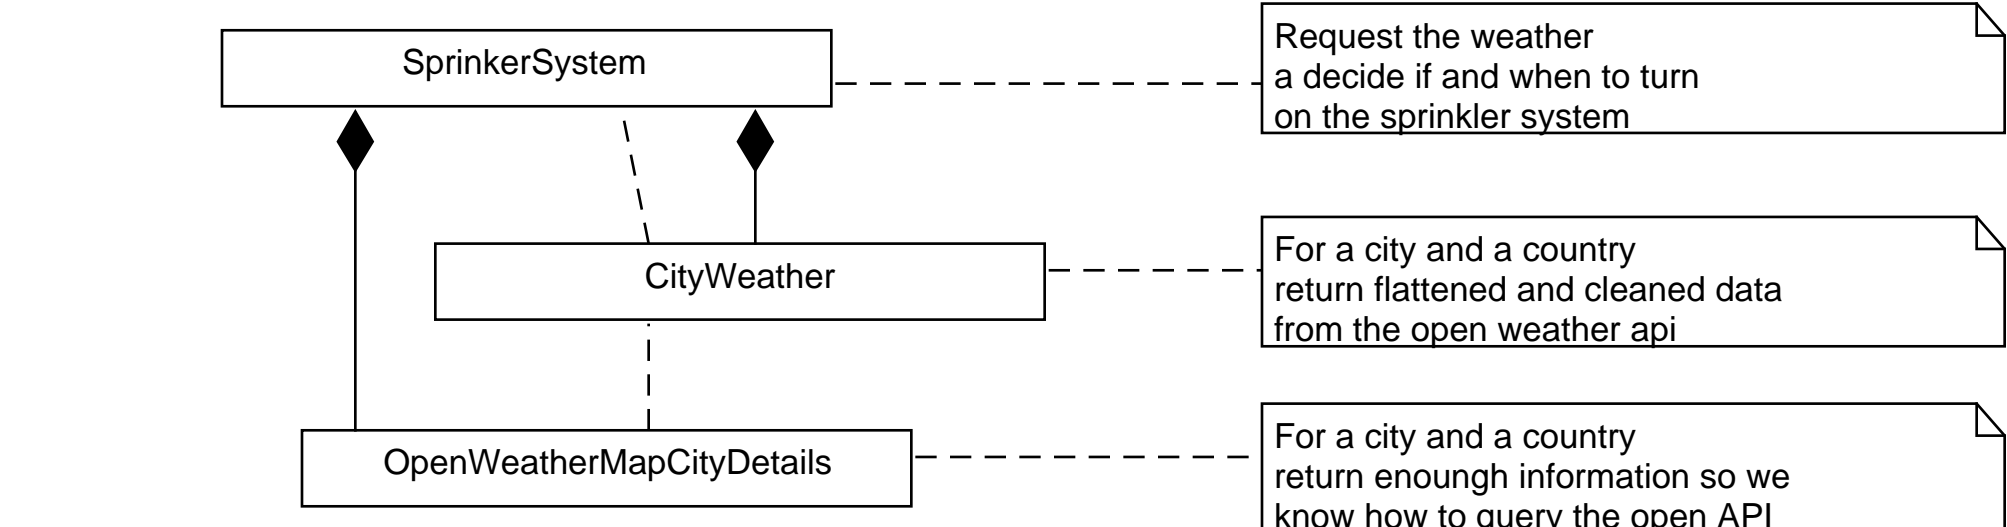 SprinkerSystem
Request the weather
a decide if and when to turn
on the sprinkler system
CityWeather
For a city and a country
return flattened and cleaned data
from the open weather api
OpenWeatherMapCityDetails
For a city and a country
return enoungh information so we
know how to query the open API